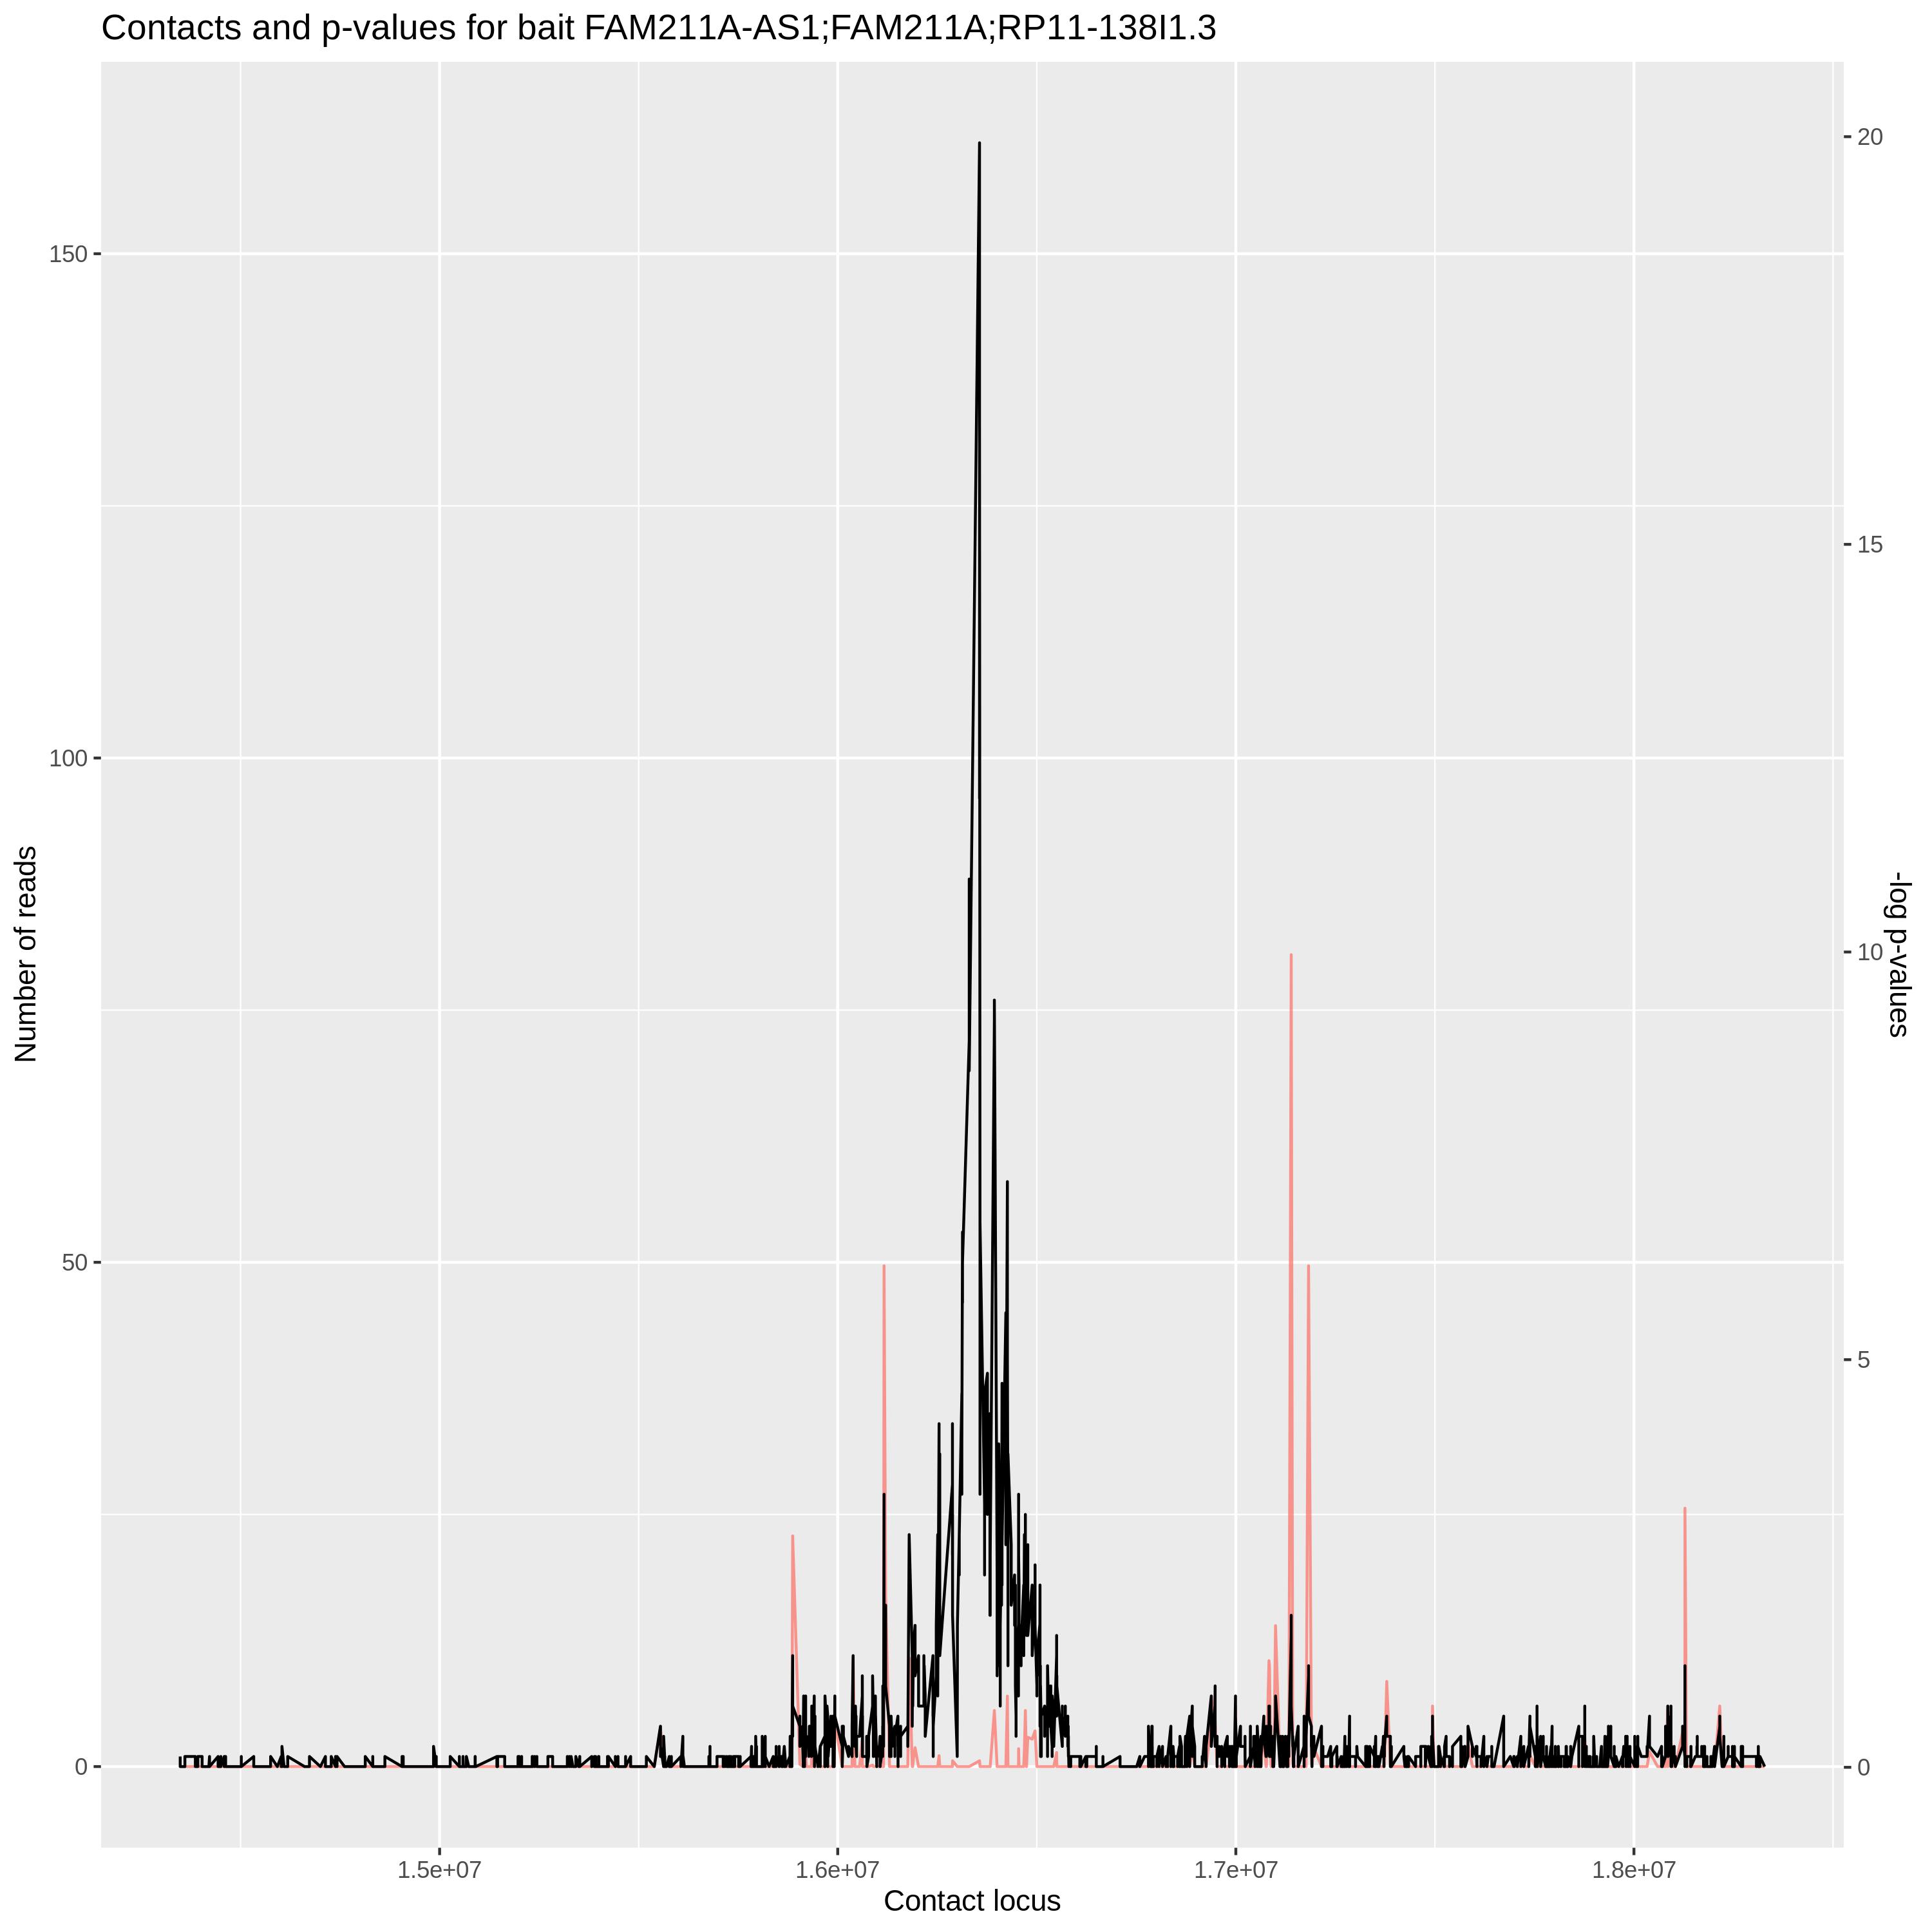 Contacts and p-values for bait FAM211A-AS1;FAM211A;RP11-138I1.3
Number of reads
150
100
50
0
20
15
10
5
0
-log p-values
1.5e+07
1.6e+07
1.7e+07
1.8e+07
Contact locus